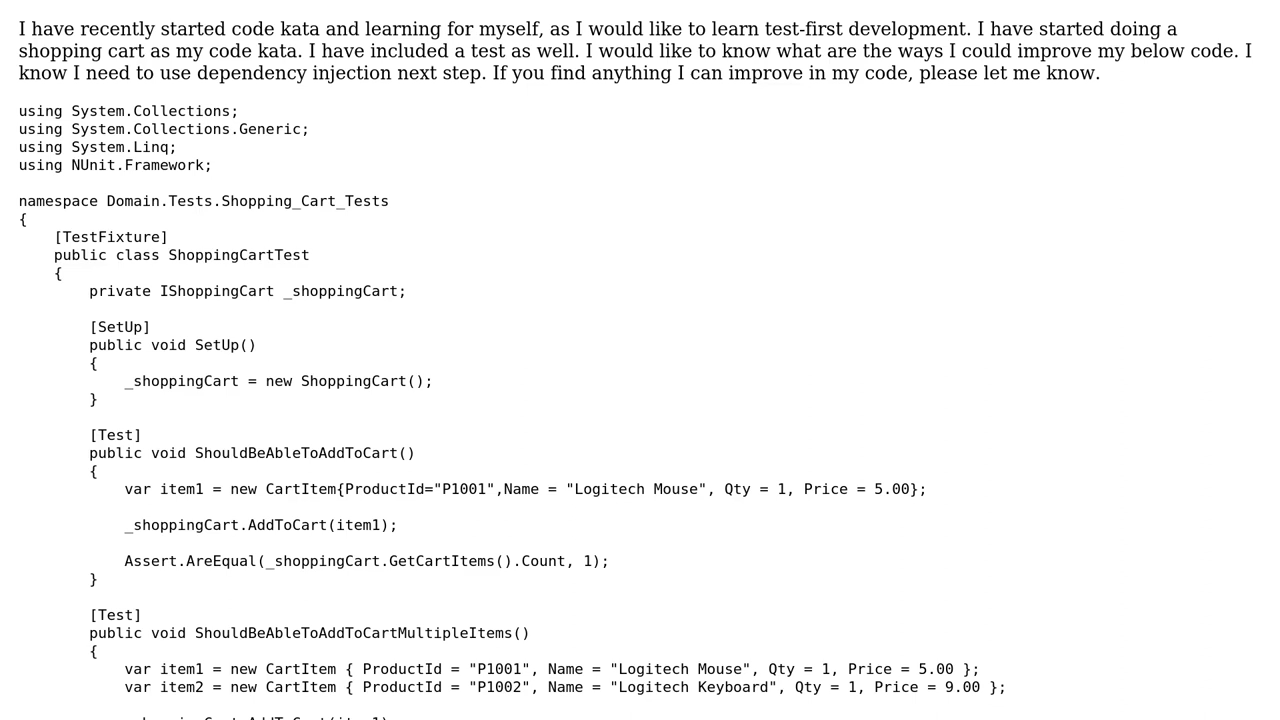 I have recently started code kata and learning for myself, as I would like to learn test-first development. I have started doing a
shopping cart as my code kata. I have included a test as well. I would like to know what are the ways I could improve my below code. I
know I need to use dependency injection next step. If you find anything I can improve in my code, please let me know.
using System.Collections;
using System.Collections.Generic;
using System.Linq;
using NUnit.Framework;
namespace Domain.Tests.Shopping_Cart_Tests
{
    [TestFixture]
    public class ShoppingCartTest
    {
        private IShoppingCart _shoppingCart;
        [SetUp]
        public void SetUp()
        {
            _shoppingCart = new ShoppingCart();
        }
        [Test]
        public void ShouldBeAbleToAddToCart()
        {
            var item1 = new CartItem{ProductId="P1001",Name = "Logitech Mouse", Qty = 1, Price = 5.00};
            _shoppingCart.AddToCart(item1);
            Assert.AreEqual(_shoppingCart.GetCartItems().Count, 1);
        }
        [Test]
        public void ShouldBeAbleToAddToCartMultipleItems()
        {
            var item1 = new CartItem { ProductId = "P1001", Name = "Logitech Mouse", Qty = 1, Price = 5.00 };
            var item2 = new CartItem { ProductId = "P1002", Name = "Logitech Keyboard", Qty = 1, Price = 9.00 };